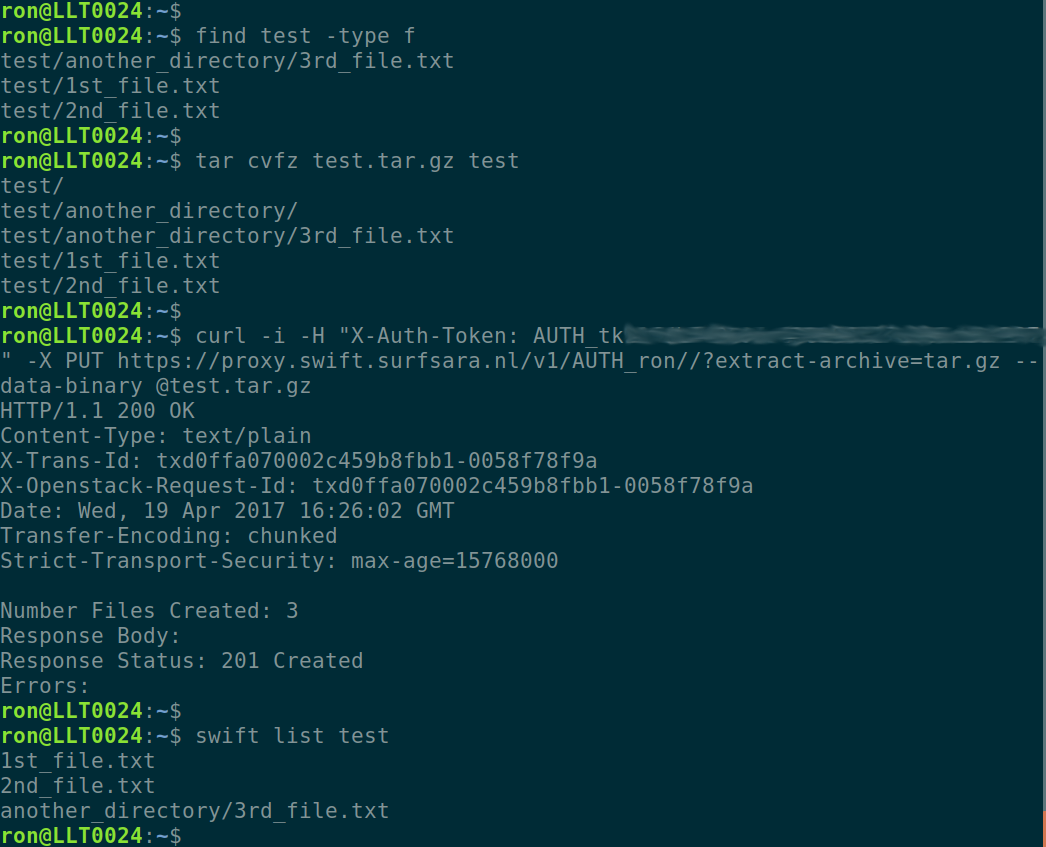 ron@LLT0024:~$
ron@LLT0024:~$ find test -type f
test/another_directory/3rd_file.txt
test/1st_file.txt
test/2nd_file.txt
ron@LLT0024:~$
ron@LLT0024:~$ tar cvfz test.tar.gz test
test/
test/another_directory/
test/another_directory/3rd_file.txt
test/1st_file.txt
test/2nd_file.txt
ron@LLT0024:~$
ron@LLT0024:~$ curl -i -H "X-Auth-Token: AUTH_tk
" -X PUT https://proxy.swift.surfsara.nl/v1/AUTH_ron//?extract-archive=tar.gz --
data-binary @test.tar.gz
HTTP/1.1 200 OK
Content-Type: text/plain
X-Trans-Id: txd0ffa070002c459b8fbb1-0058f78f9a
X-Openstack-Request-Id: txd0ffa070002c459b8fbb1-0058f78f9a
Date: Wed, 19 Apr 2017 16:26:02 GMT
Transfer-Encoding: chunked
Strict-Transport-Security: max-age=15768000

Number Files Created: 3
Response Body:
Response Status: 201 Created
Errors:
ron@LLT0024:~$
ron@LLT0024:~$ swift list test
1st_file.txt
2nd_file.txt
another_directory/3rd_file.txt
ron@LLT0024:~$